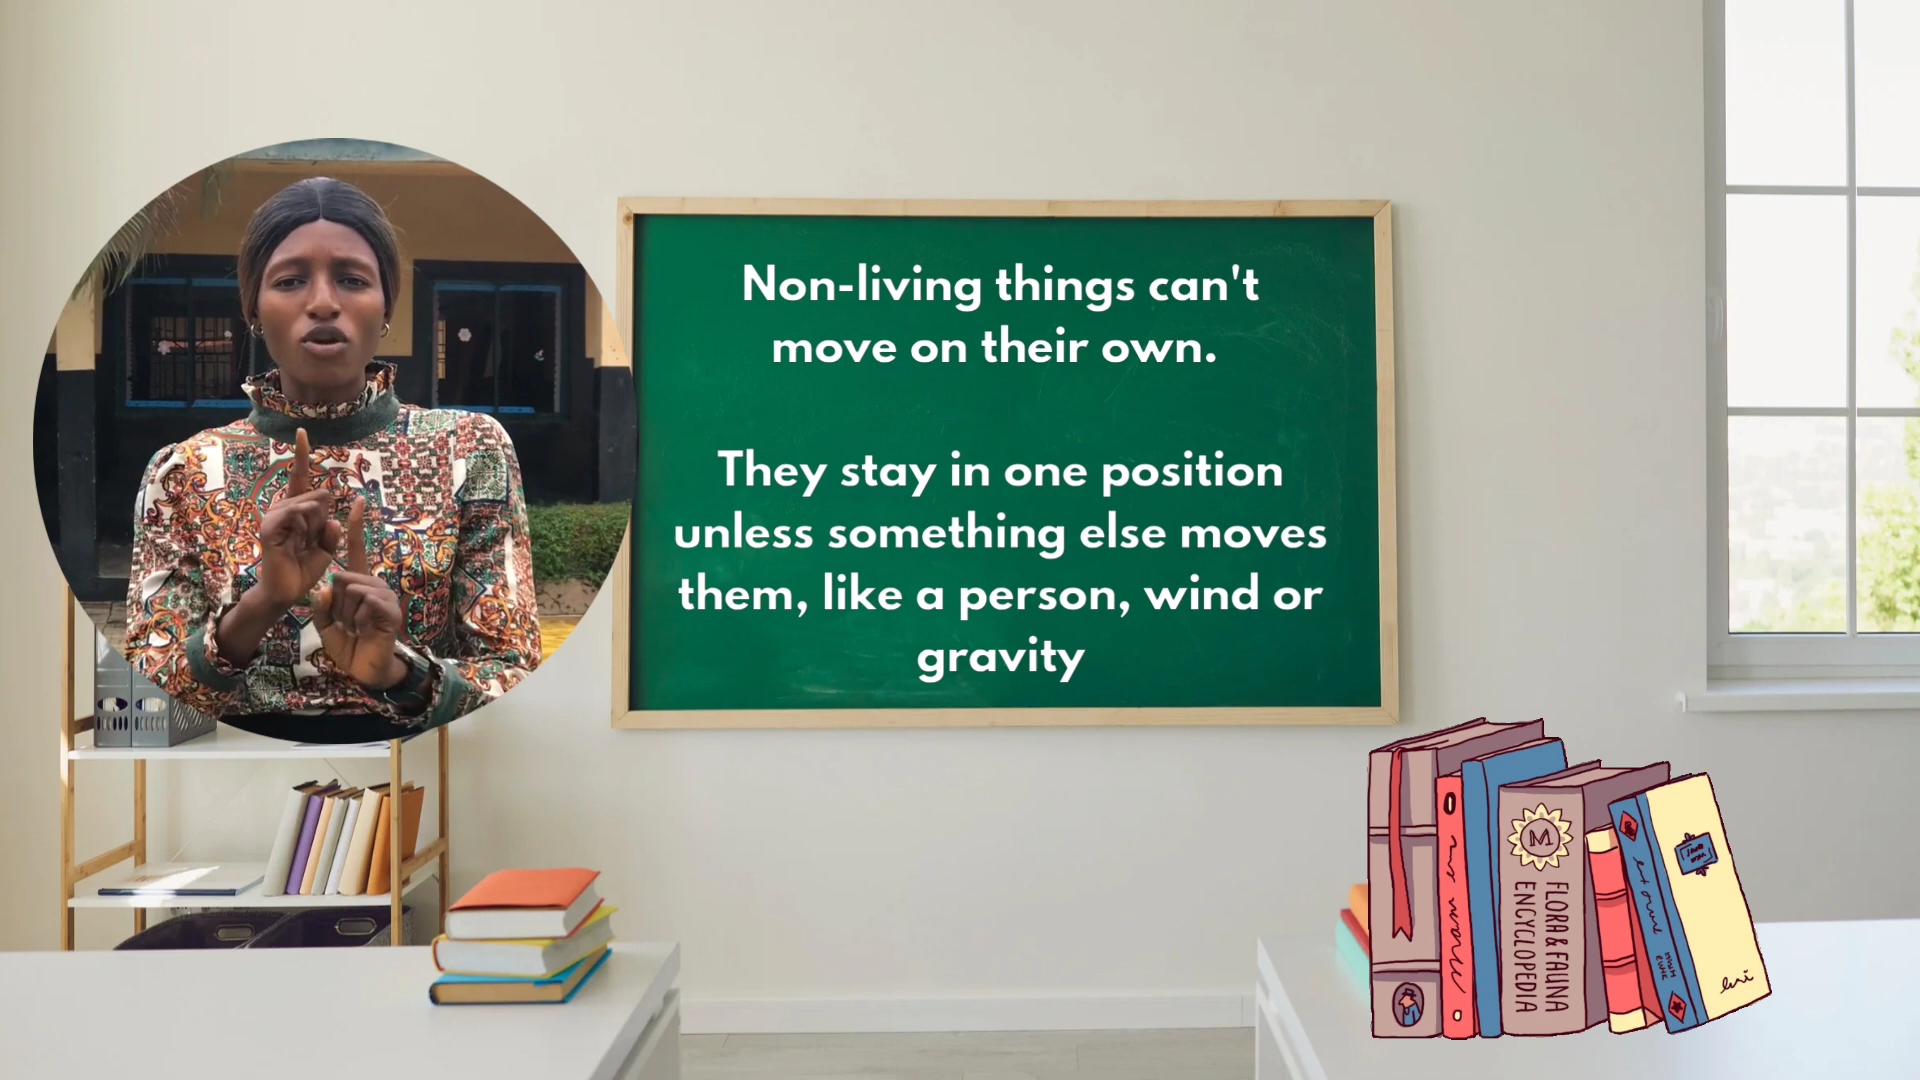 Non-living things can't
move on their own.
They stay in one position
unless something else moves
them, like a person, wind or
gravity
M
FLORA & FAUNA
ENCYCLOPEDIA